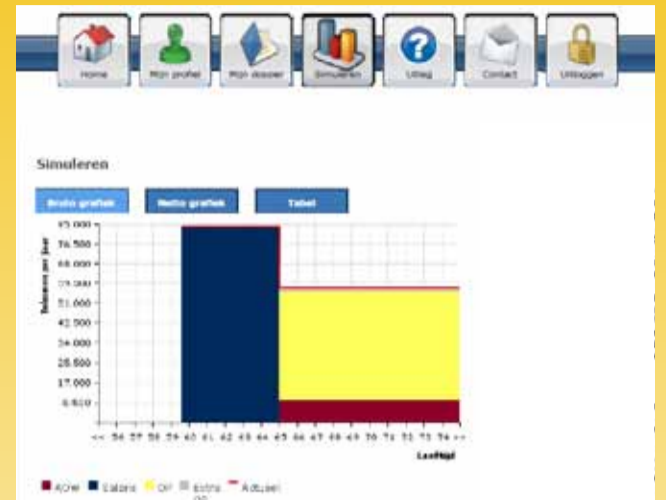 Home Mijn profiel Mijn dossier Simuleren Uitleg Contact Uitloggen
Simuleren
Bruto grafiek Netto grafiek Tabel
Inkomen per jaar
85.000
76.500
68.000
59.500
51.000
42.500
34.000
25.500
17.000
8.500
<< 56 57 58 59 60 61 62 63 64 65 66 67 68 69 70 71 72 73 74 >>
Leeftijd
AOW Salaris OP Extra Actueel
OP